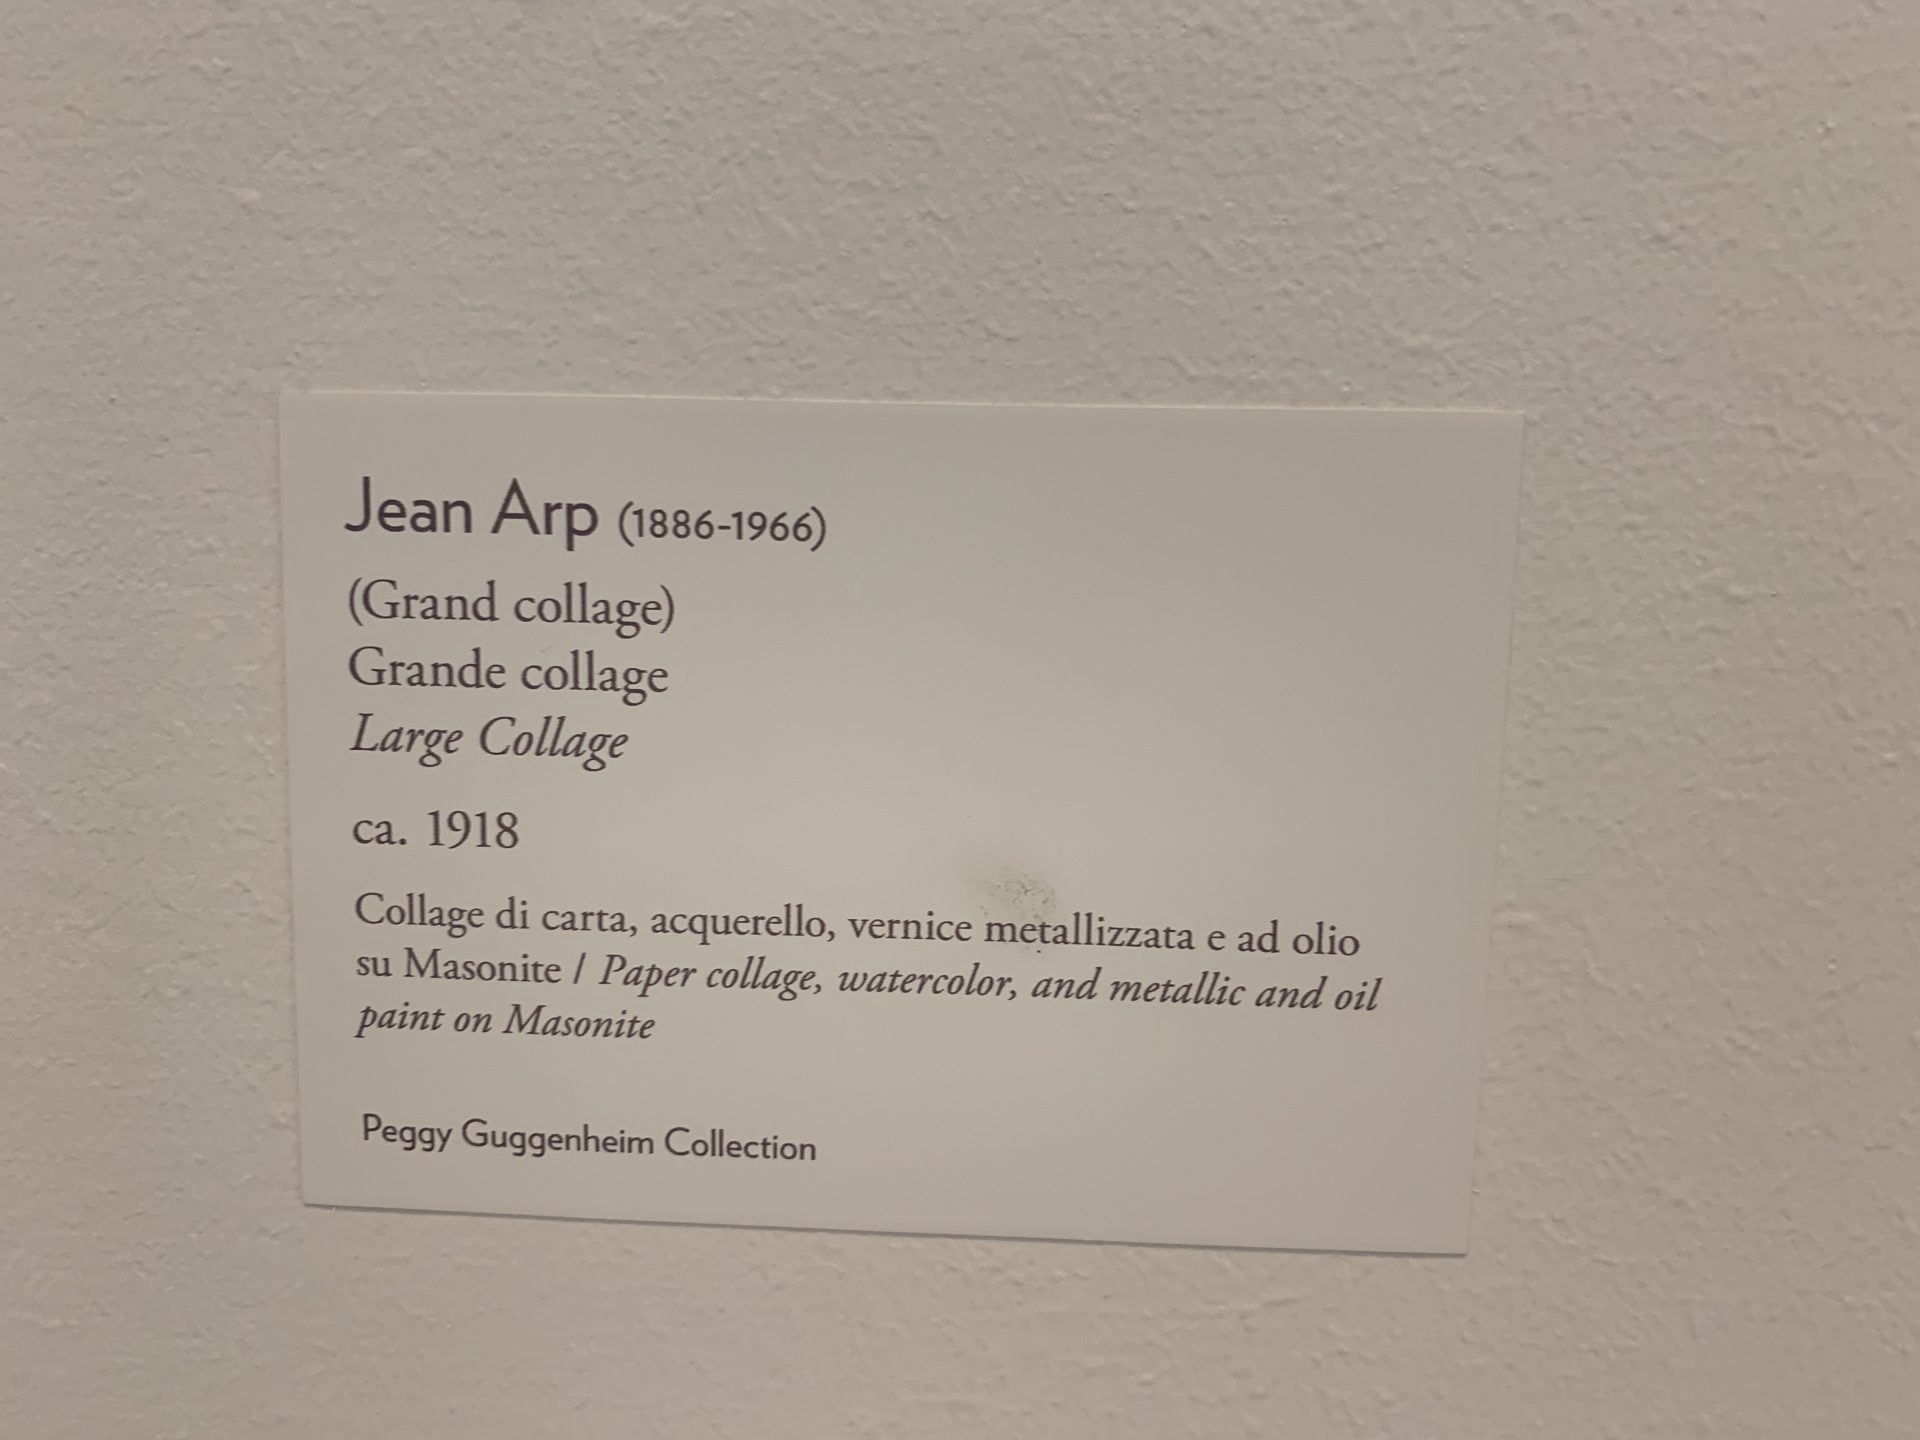 Jean Arp (1886-1966)
(Grand collage)
Grande collage
Large Collage
ca. 1918
Collage di carta, acquerello, vernice metallizzata e ad olio
su Masonite / Paper collage, watercolor, and metallic and oil
paint on Masonite
Peggy Guggenheim Collection